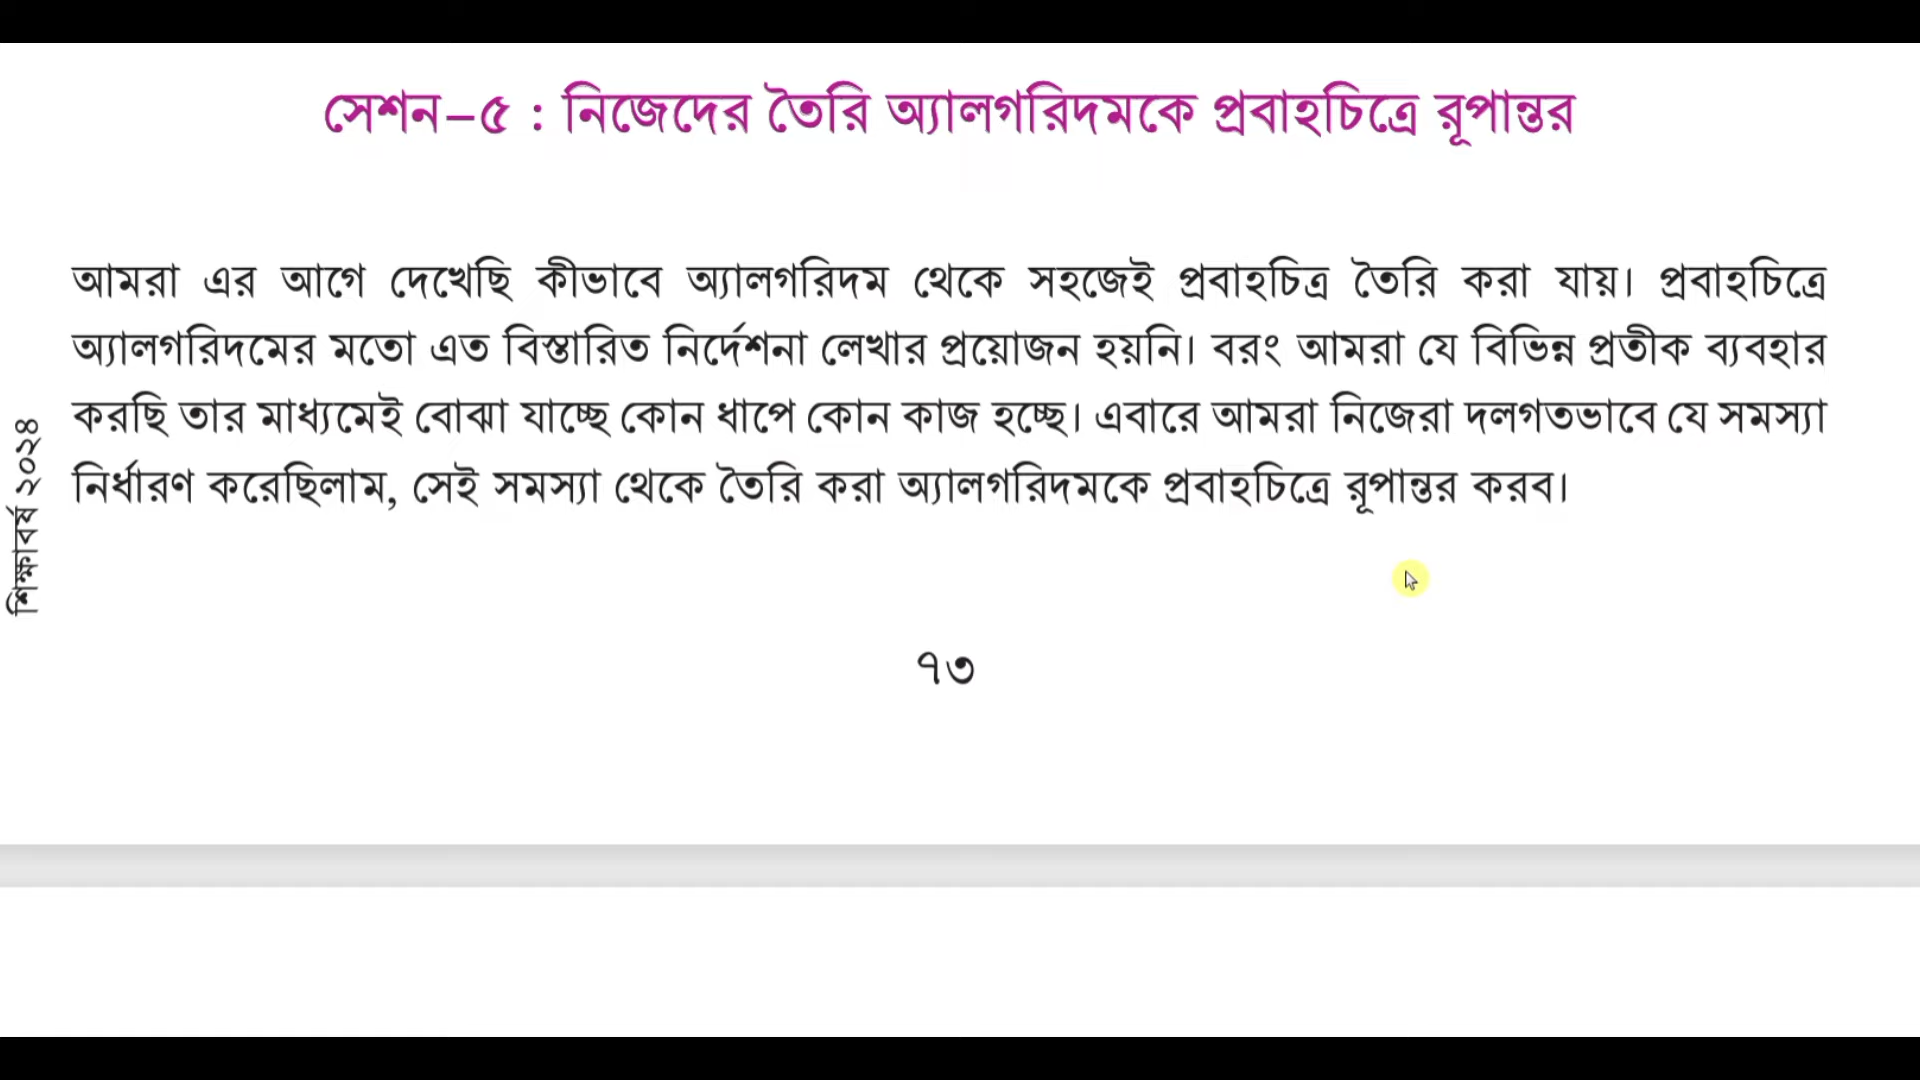 সেশন–৫ : নিজেদের তৈরি অ্যালগরিদমকে প্রবাহচিত্রে রূপান্তর
আমরা এর আগে দেখেছি কীভাবে অ্যালগরিদম থেকে সহজেই প্রবাহচিত্র তৈরি করা যায়। প্রবাহচিত্রে
অ্যালগরিদমের মতো এত বিস্তারিত নির্দেশনা লেখার প্রয়োজন হয়নি। বরং আমরা যে বিভিন্ন প্রতীক ব্যবহার
করছি তার মাধ্যমেই বোঝা যাচ্ছে কোন ধাপে কোন কাজ হচ্ছে। এবারে আমরা নিজেরা দলগতভাবে যে সমস্যা
নির্ধারণ করেছিলাম, সেই সমস্যা থেকে তৈরি করা অ্যালগরিদমকে প্রবাহচিত্রে রূপান্তর করব।
শিক্ষাবর্ষ ২০২৪
৭৩